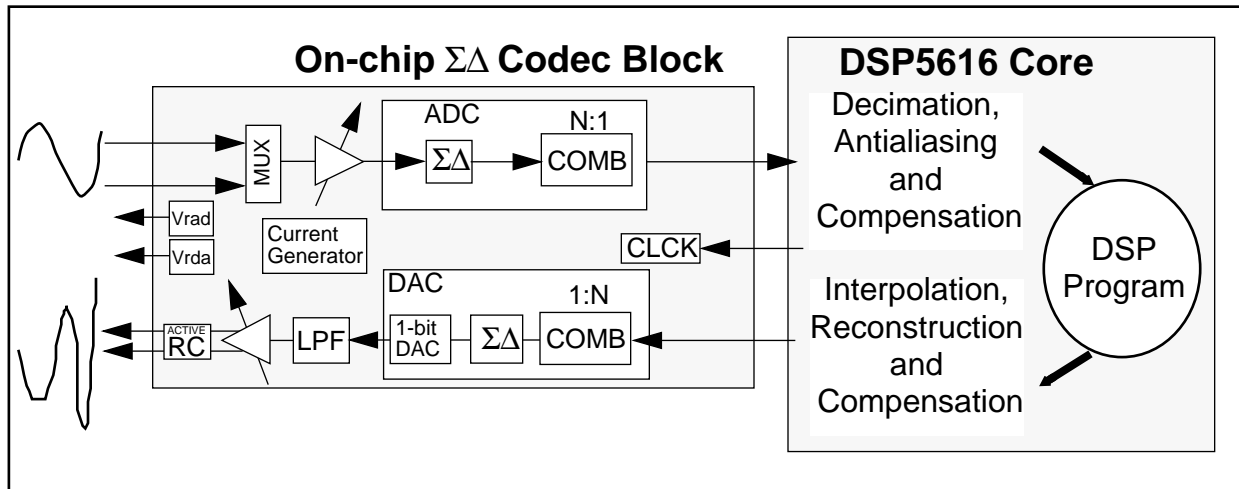 On-chip ΣΔ Codec Block
DSP5616 Core
MUX
ADC
ΣΔ
N:1
COMB
Decimation,
Antialiasing
and
Compensation
Vrad
Vrda
Current
Generator
CLCK
DSP
Program
DAC
1:N
COMB
ΣΔ
1-bit
DAC
LPF
ACTIVE
RC
Interpolation,
Reconstruction
and
Compensation